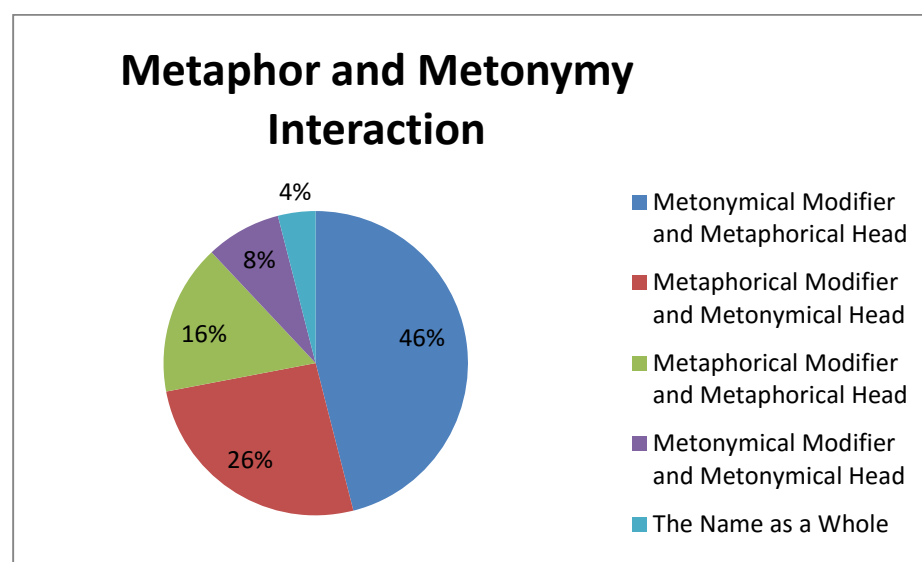 Metaphor and Metonymy
Interaction
4%
8%
16%
46%
26%
Metonymical Modifier
and Metaphorical Head
Metaphorical Modifier
and Metonymical Head
Metaphorical Modifier
and Metaphorical Head
Metonymical Modifier
and Metonymical Head
The Name as a Whole